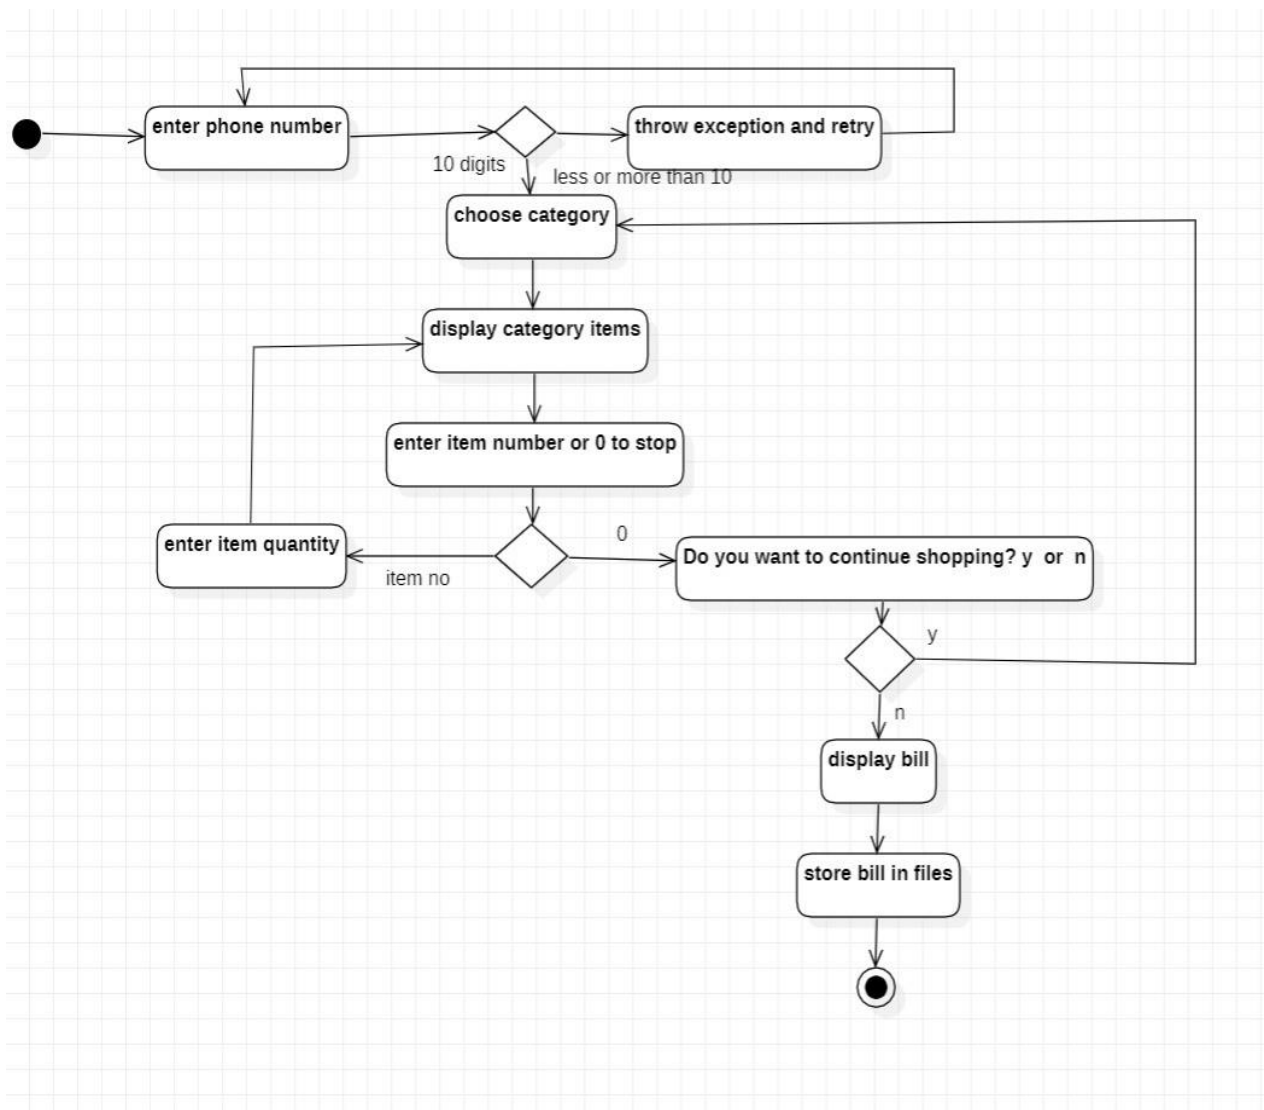 enter phone number
throw exception and retry
10 digits
less or more than 10
choose category
display category items
enter item number or 0 to stop
0
enter item quantity
item no
Do you want to continue shopping? y or n
y
n
display bill
store bill in files